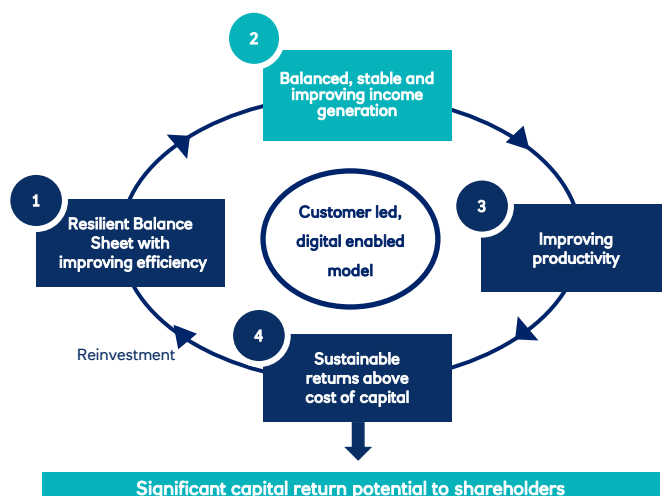 2
Balanced, stable and
improving income
generation
1
Resilient Balance
Sheet with
improving efficiency
Customer led,
digital enabled
model
3
Improving
productivity
4
Sustainable
returns above
cost of capital
Reinvestment
Significant capital return potential to shareholders